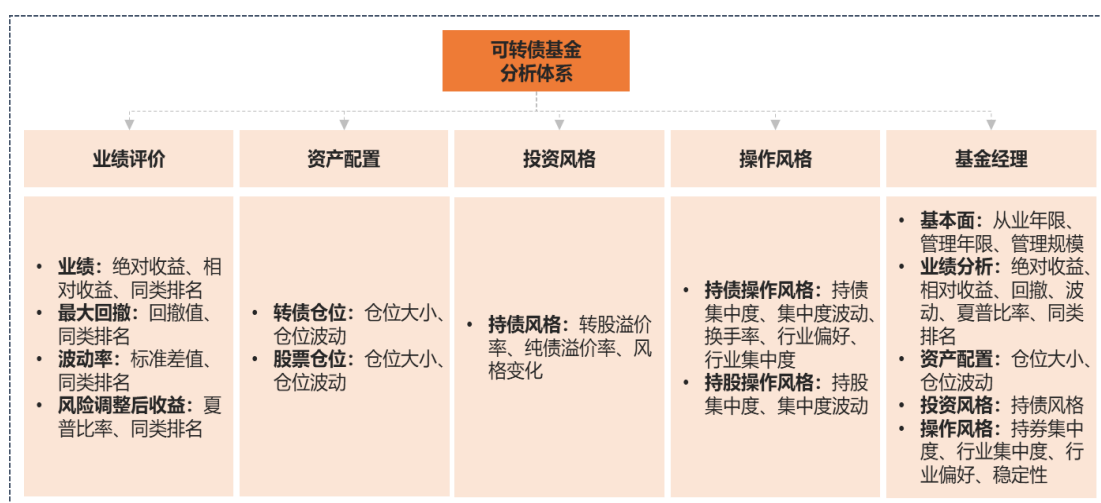 可转债基金
分析体系
业绩评价
• 业绩：绝对收益、相
对收益、同类排名
• 最大回撤：回撤值、
同类排名
• 波动率：标准差值、
同类排名
• 风险调整后收益：夏
普比率、同类排名
资产配置
• 转债仓位：仓位大小、
仓位波动
• 股票仓位：仓位大小、
仓位波动
投资风格
• 持债风格：转股溢价
率、纯债溢价率、风
格变化
操作风格
• 持债操作风格：持债
集中度、集中度波动、
换手率、行业偏好、
行业集中度
• 持股操作风格：持股
集中度、集中度波动
基金经理
• 基本面：从业年限、
管理年限、管理规模
• 业绩分析：绝对收益、
相对收益、回撤、波
动、夏普比率、同类
排名
• 资产配置：仓位大小、
仓位波动
• 投资风格：持债风格
• 操作风格：持券集中
度、行业集中度、行
业偏好、稳定性